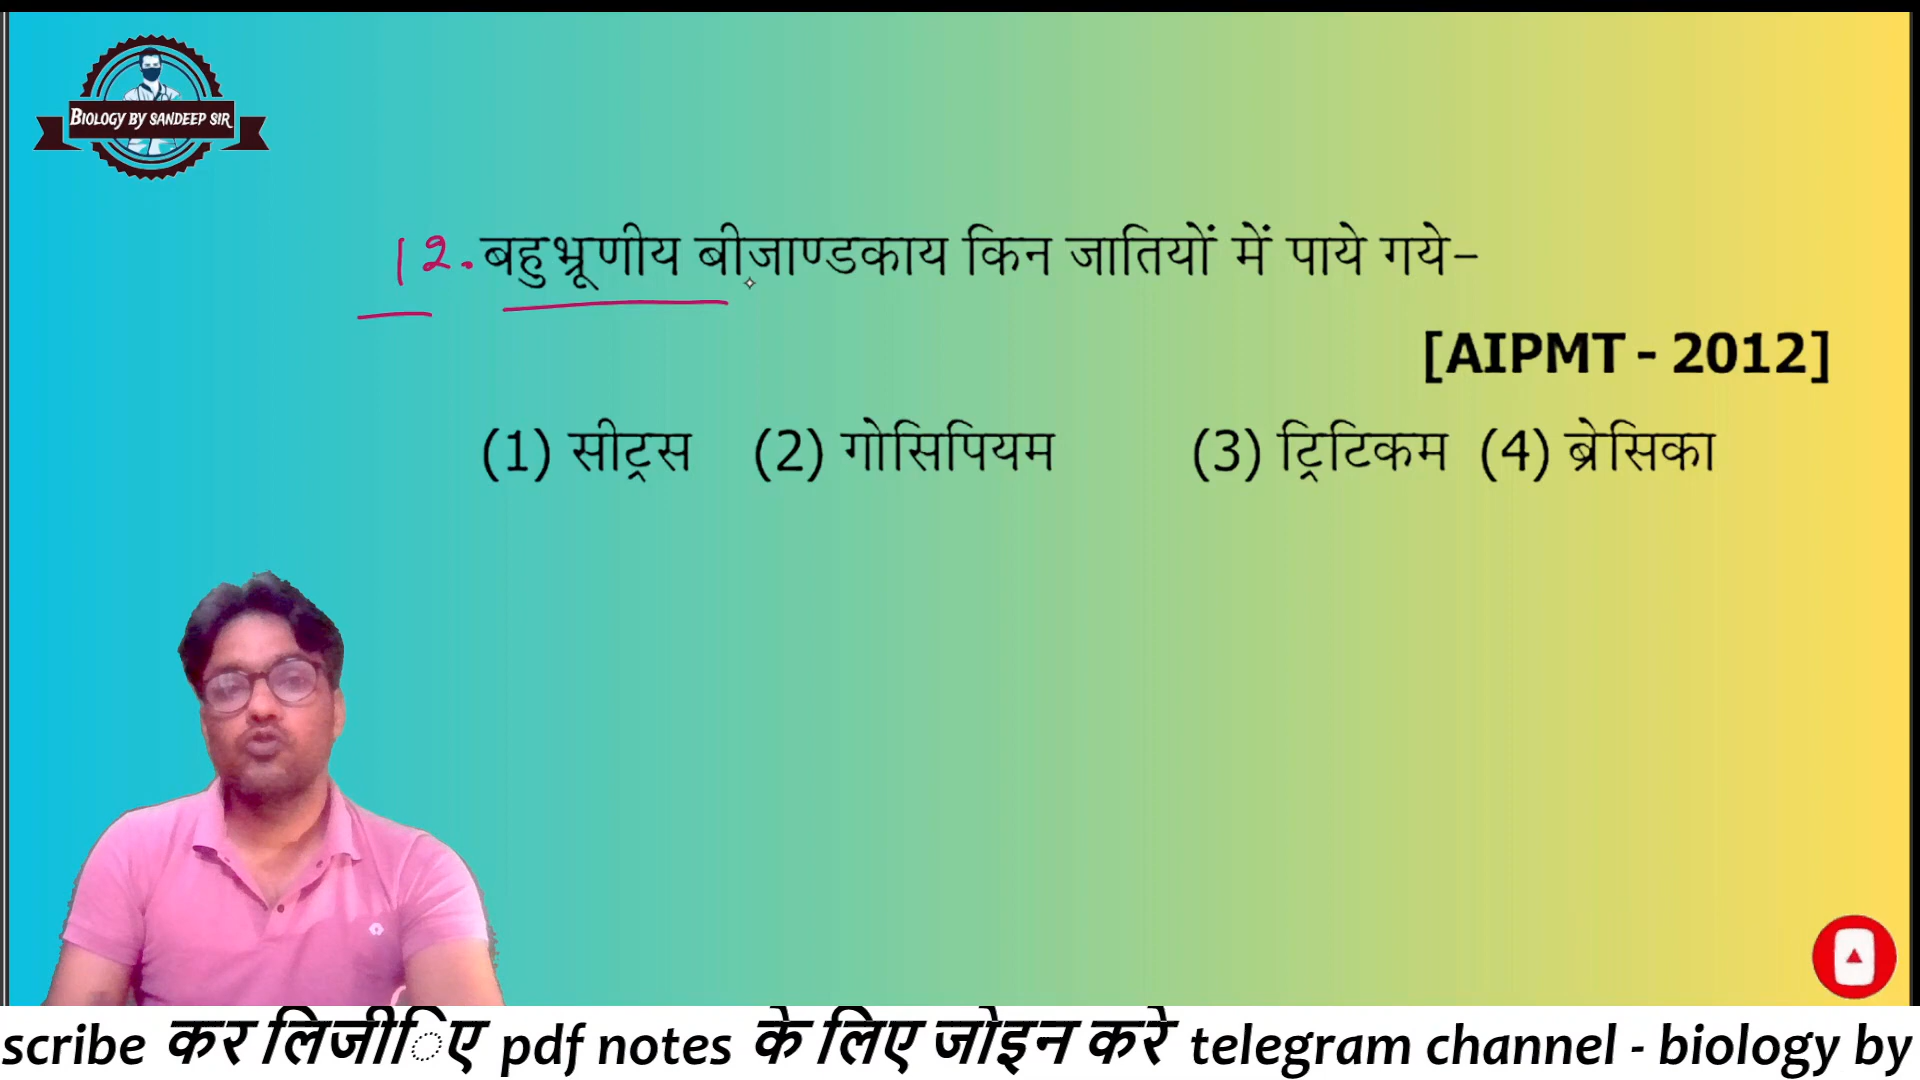 BIOLOGY BY SANDEEP SIR
12. बहुभ्रूणीय बीजाण्डकाय किन जातियों में पाये गये–
[AIPMT - 2012]
(1) सीट्रस (2) गोसिपियम (3) ट्रिटिकम (4) ब्रेसिका
scribe कर लिजीिए pdf notes के लिए जोइन करे telegram channel - biology by